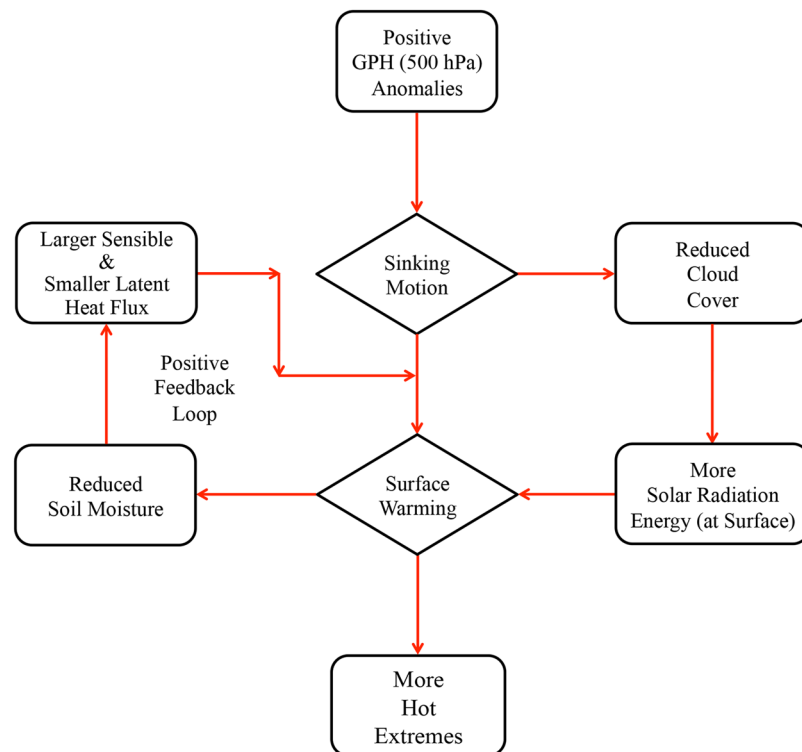 Positive
GPH (500 hPa)
Anomalies
Larger Sensible
&
Smaller Latent
Heat Flux
Sinking
Motion
Reduced
Cloud
Cover
Positive
Feedback
Loop
Reduced
Soil Moisture
Surface
Warming
More
Solar Radiation
Energy (at Surface)
More
Hot
Extremes